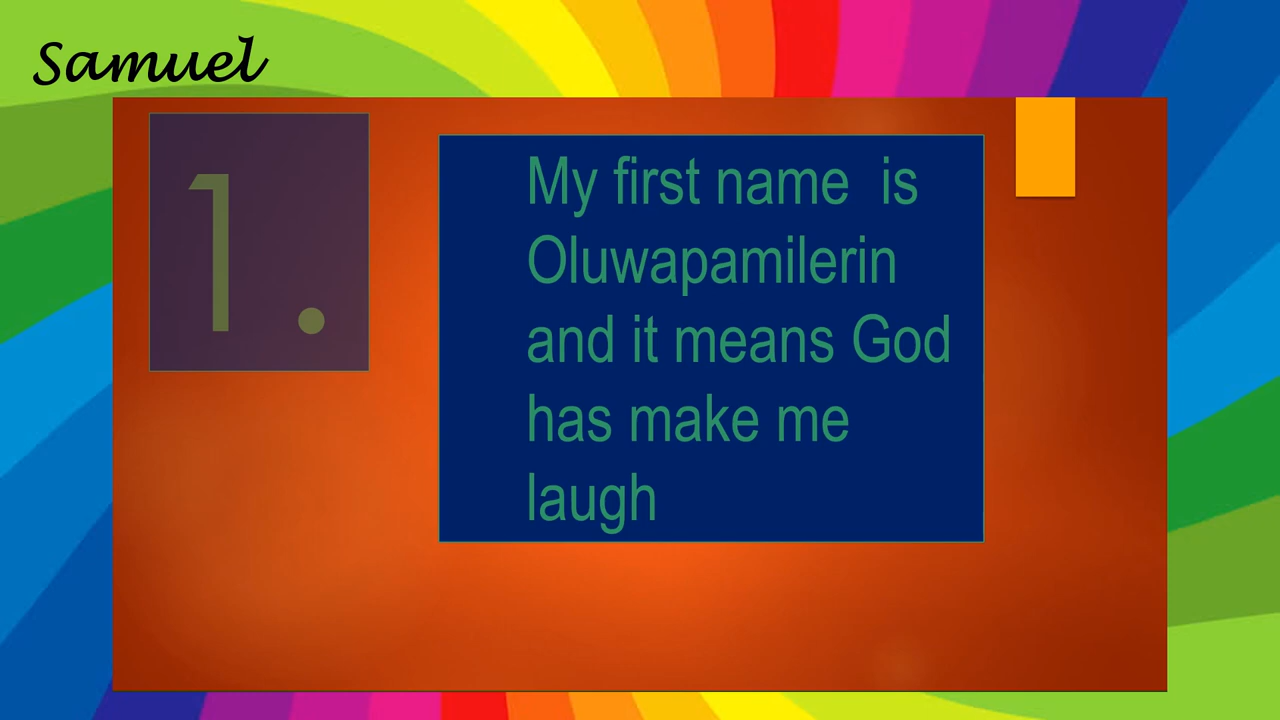 Samuel
1.
My first name  is
Oluwapamilerin
and it means God
has make me
laugh